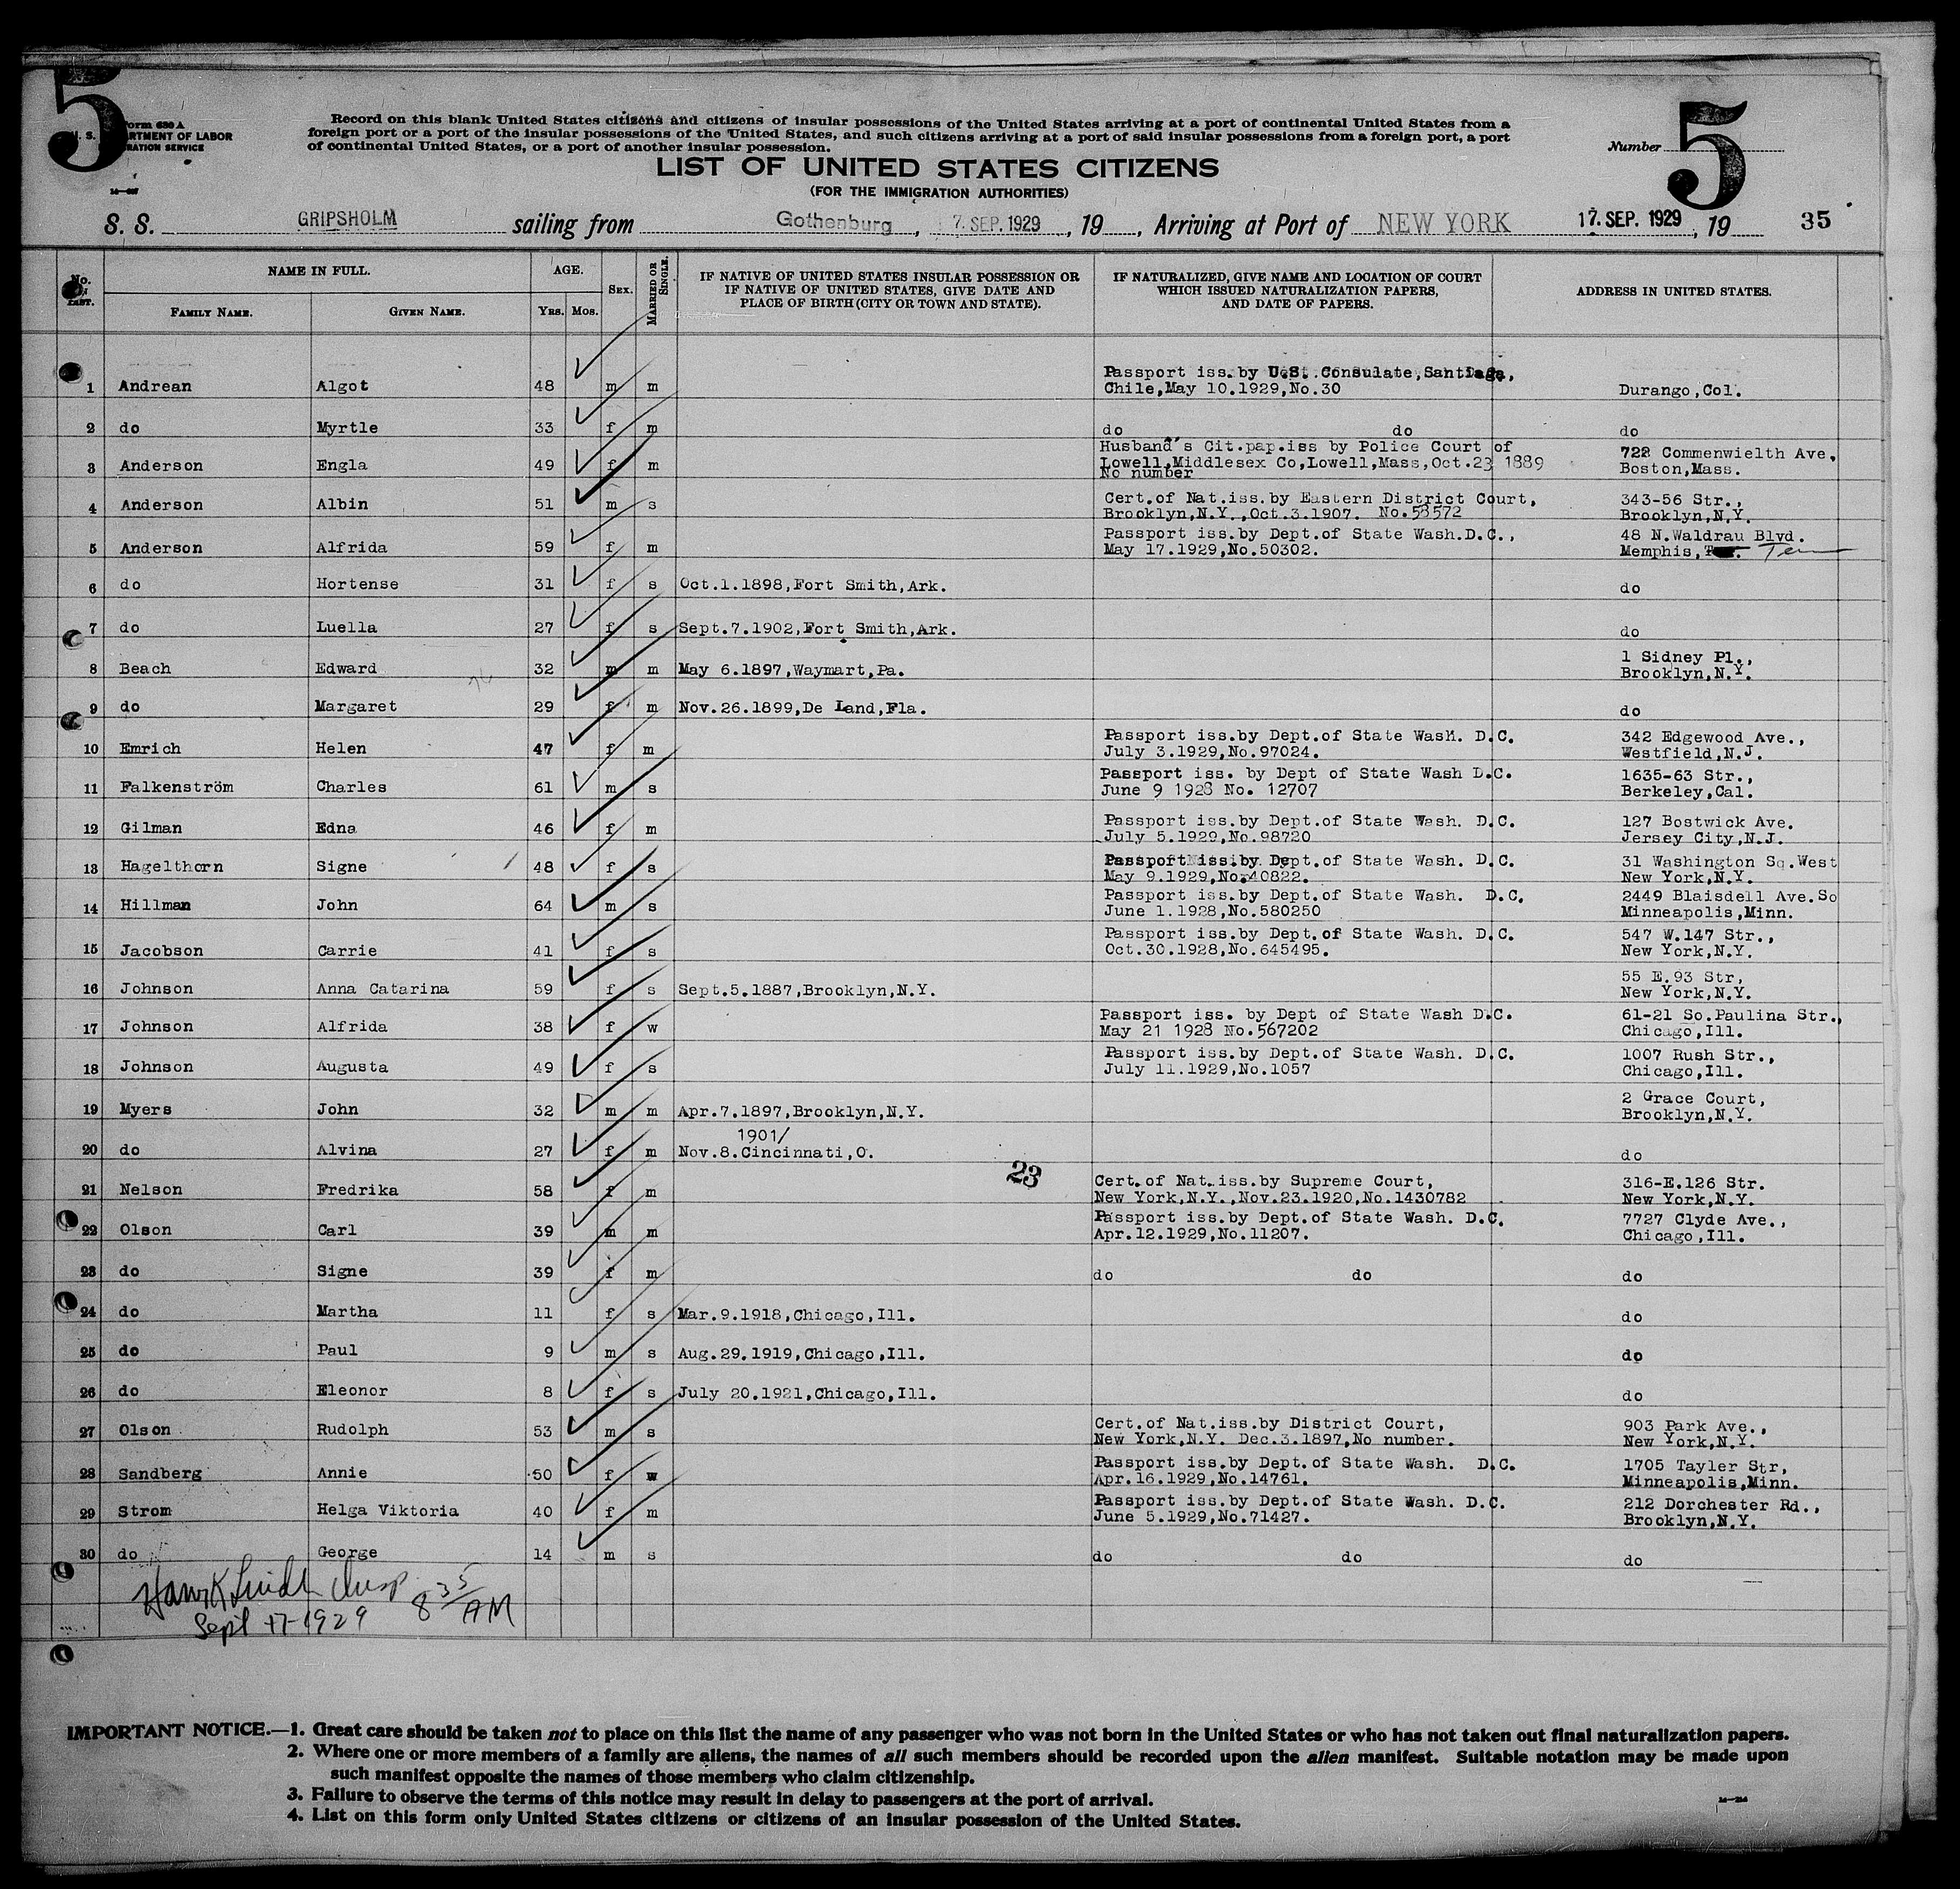 5
Form 630 A
U. S. DEPARTMENT OF LABOR
IMMIGRATION SERVICE
Record on this blank United States citizens and citizens of insular possessions of the United States arriving at a port of continental United States from a
foreign port or a port of the insular possessions of the United States, and such citizens arriving at a port of said insular possessions from a foreign port, a port
of continental United States, or a port of another insular possession.
Number 5
LIST OF UNITED STATES CITIZENS
(FOR THE IMMIGRATION AUTHORITIES)
S. S. GRIPSHOLM sailing from Gothenburg, 7. SEP. 1929, 19 , Arriving at Port of NEW YORK 17. SEP. 1929, 19 35
No. on List. NAME IN FULL. AGE. Sex. Married or Single. IF NATIVE OF UNITED STATES INSULAR POSSESSION OR IF NATIVE OF UNITED STATES, GIVE DATE AND PLACE OF BIRTH (CITY OR TOWN AND STATE). IF NATURALIZED, GIVE NAME AND LOCATION OF COURT WHICH ISSUED NATURALIZATION PAPERS, AND DATE OF PAPERS. ADDRESS IN UNITED STATES.
Family Name. Given Name. Yrs. Mos.
Passport iss.by U.S. Consulate,Santiago,
1 Andrean Algot 48 m m Chile,May 10.1929,No.30 Durango,Col.
2 do Myrtle 33 f m do do do
Husband's Cit.pap.iss by Police Court of 722 Commenwielth Ave,
3 Anderson Engla 49 f m Lowell,Middlesex Co,Lowell,Mass,Oct.23 1889 Boston,Mass.
No number
Cert.of Nat.iss.by Eastern District Court, 343-56 Str.,
4 Anderson Albin 51 m s Brooklyn,N.Y.,Oct.3.1907. No.58572 Brooklyn,N.Y.
Passport iss.by Dept.of State Wash.D.C., 48 N.Waldrau Blvd.
5 Anderson Alfrida 59 f m May 17.1929,No.50302. Memphis, Tenn
6 do Hortense 31 f s Oct.1.1898,Fort Smith,Ark. do
7 do Luella 27 f s Sept.7.1902,Fort Smith,Ark. do
1 Sidney Pl.,
8 Beach Edward 32 m m May 6.1897,Waymart,Pa. Brooklyn,N.Y.
9 do Margaret 29 f m Nov.26.1899,De Land,Fla. do
Passport iss.by Dept.of State Wash. D.C. 342 Edgewood Ave.,
10 Emrich Helen 47 f m July 3.1929,No.97024. Westfield,N.J.
Passport iss. by Dept of State Wash D.C. 1635-63 Str.,
11 Falkenström Charles 61 m s June 9 1928 No. 12707 Berkeley,Cal.
Passport iss.by Dept.of State Wash. D.C. 127 Bostwick Ave.
12 Gilman Edna 46 f m July 5.1929,No.98720 Jersey City,N.J.
Passport iss.by Dept.of State Wash. D.C. 31 Washington Sq.West
13 Hagelthorn Signe 48 f s May 9.1929,No.40822. New York,N.Y.
Passport iss.by Dept.of State Wash. D.C. 2449 Blaisdell Ave.So
14 Hillman John 64 m s June 1.1928,No.580250 Minneapolis,Minn.
Passport iss.by Dept.of State Wash. D.C. 547 W.147 Str.,
15 Jacobson Carrie 41 f s Oct.30.1928,No.645495. New York,N.Y.
55 E.93 Str,
16 Johnson Anna Catarina 59 f s Sept.5.1887,Brooklyn,N.Y. New York,N.Y.
Passport iss. by Dept of State Wash D.C. 61-21 So.Paulina Str.,
17 Johnson Alfrida 38 f w May 21 1928 No.567202 Chicago,Ill.
Passport iss.by Dept.of State Wash. D.C. 1007 Rush Str.,
18 Johnson Augusta 49 f s July 11.1929,No.1057 Chicago,Ill.
2 Grace Court,
19 Myers John 32 m m Apr.7.1897,Brooklyn,N.Y. Brooklyn,N.Y.
1901/
20 do Alvina 27 f m Nov.8.Cincinnati,O. do
23
Cert.of Nat.iss.by Supreme Court, 316-E.126 Str.
21 Nelson Fredrika 58 f m New York,N.Y.,Nov.23.1920,No.1430782 New York,N.Y.
Passport iss.by Dept.of State Wash. D.C. 7727 Clyde Ave.,
22 Olson Carl 39 m m Apr.12.1929,No.11207. Chicago,Ill.
23 do Signe 39 f m do do do
24 do Martha 11 f s Mar.9.1918,Chicago,Ill. do
25 do Paul 9 m s Aug.29.1919,Chicago,Ill. do
26 do Eleonor 8 f s July 20.1921,Chicago,Ill. do
Cert.of Nat.iss.by District Court, 903 Park Ave.,
27 Olson Rudolph 53 m s New York,N.Y. Dec.3.1897,No number. New York,N.Y.
Passport iss.by Dept.of State Wash. D.C. 1705 Tayler Str,
28 Sandberg Annie 50 f w Apr.16.1929,No.14761. Minneapolis,Minn.
Passport iss.by Dept.of State Wash. D.C. 212 Dorchester Rd.,
29 Strom Helga Viktoria 40 f m June 5.1929,No.71427. Brooklyn,N.Y.
30 do George 14 m s do do do
Insp. 8 35/AM
Sept 17-1929
IMPORTANT NOTICE.—1. Great care should be taken not to place on this list the name of any passenger who was not born in the United States or who has not taken out final naturalization papers.
2. Where one or more members of a family are aliens, the names of all such members should be recorded upon the alien manifest. Suitable notation may be made upon
such manifest opposite the names of those members who claim citizenship.
3. Failure to observe the terms of this notice may result in delay to passengers at the port of arrival.
4. List on this form only United States citizens or citizens of an insular possession of the United States.